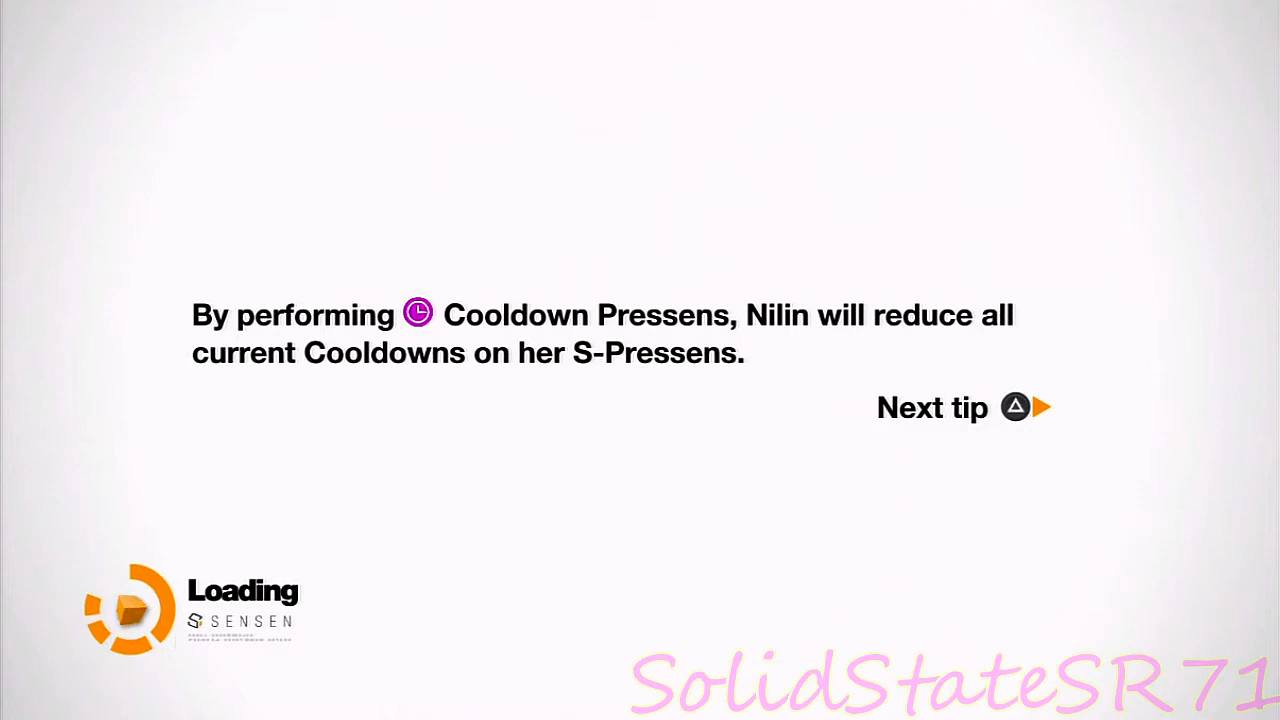 By performing Cooldown Pressens, Nilin will reduce all
current Cooldowns on her S-Pressens.
Next tip
Loading
SENSEN
SolidStateSR71